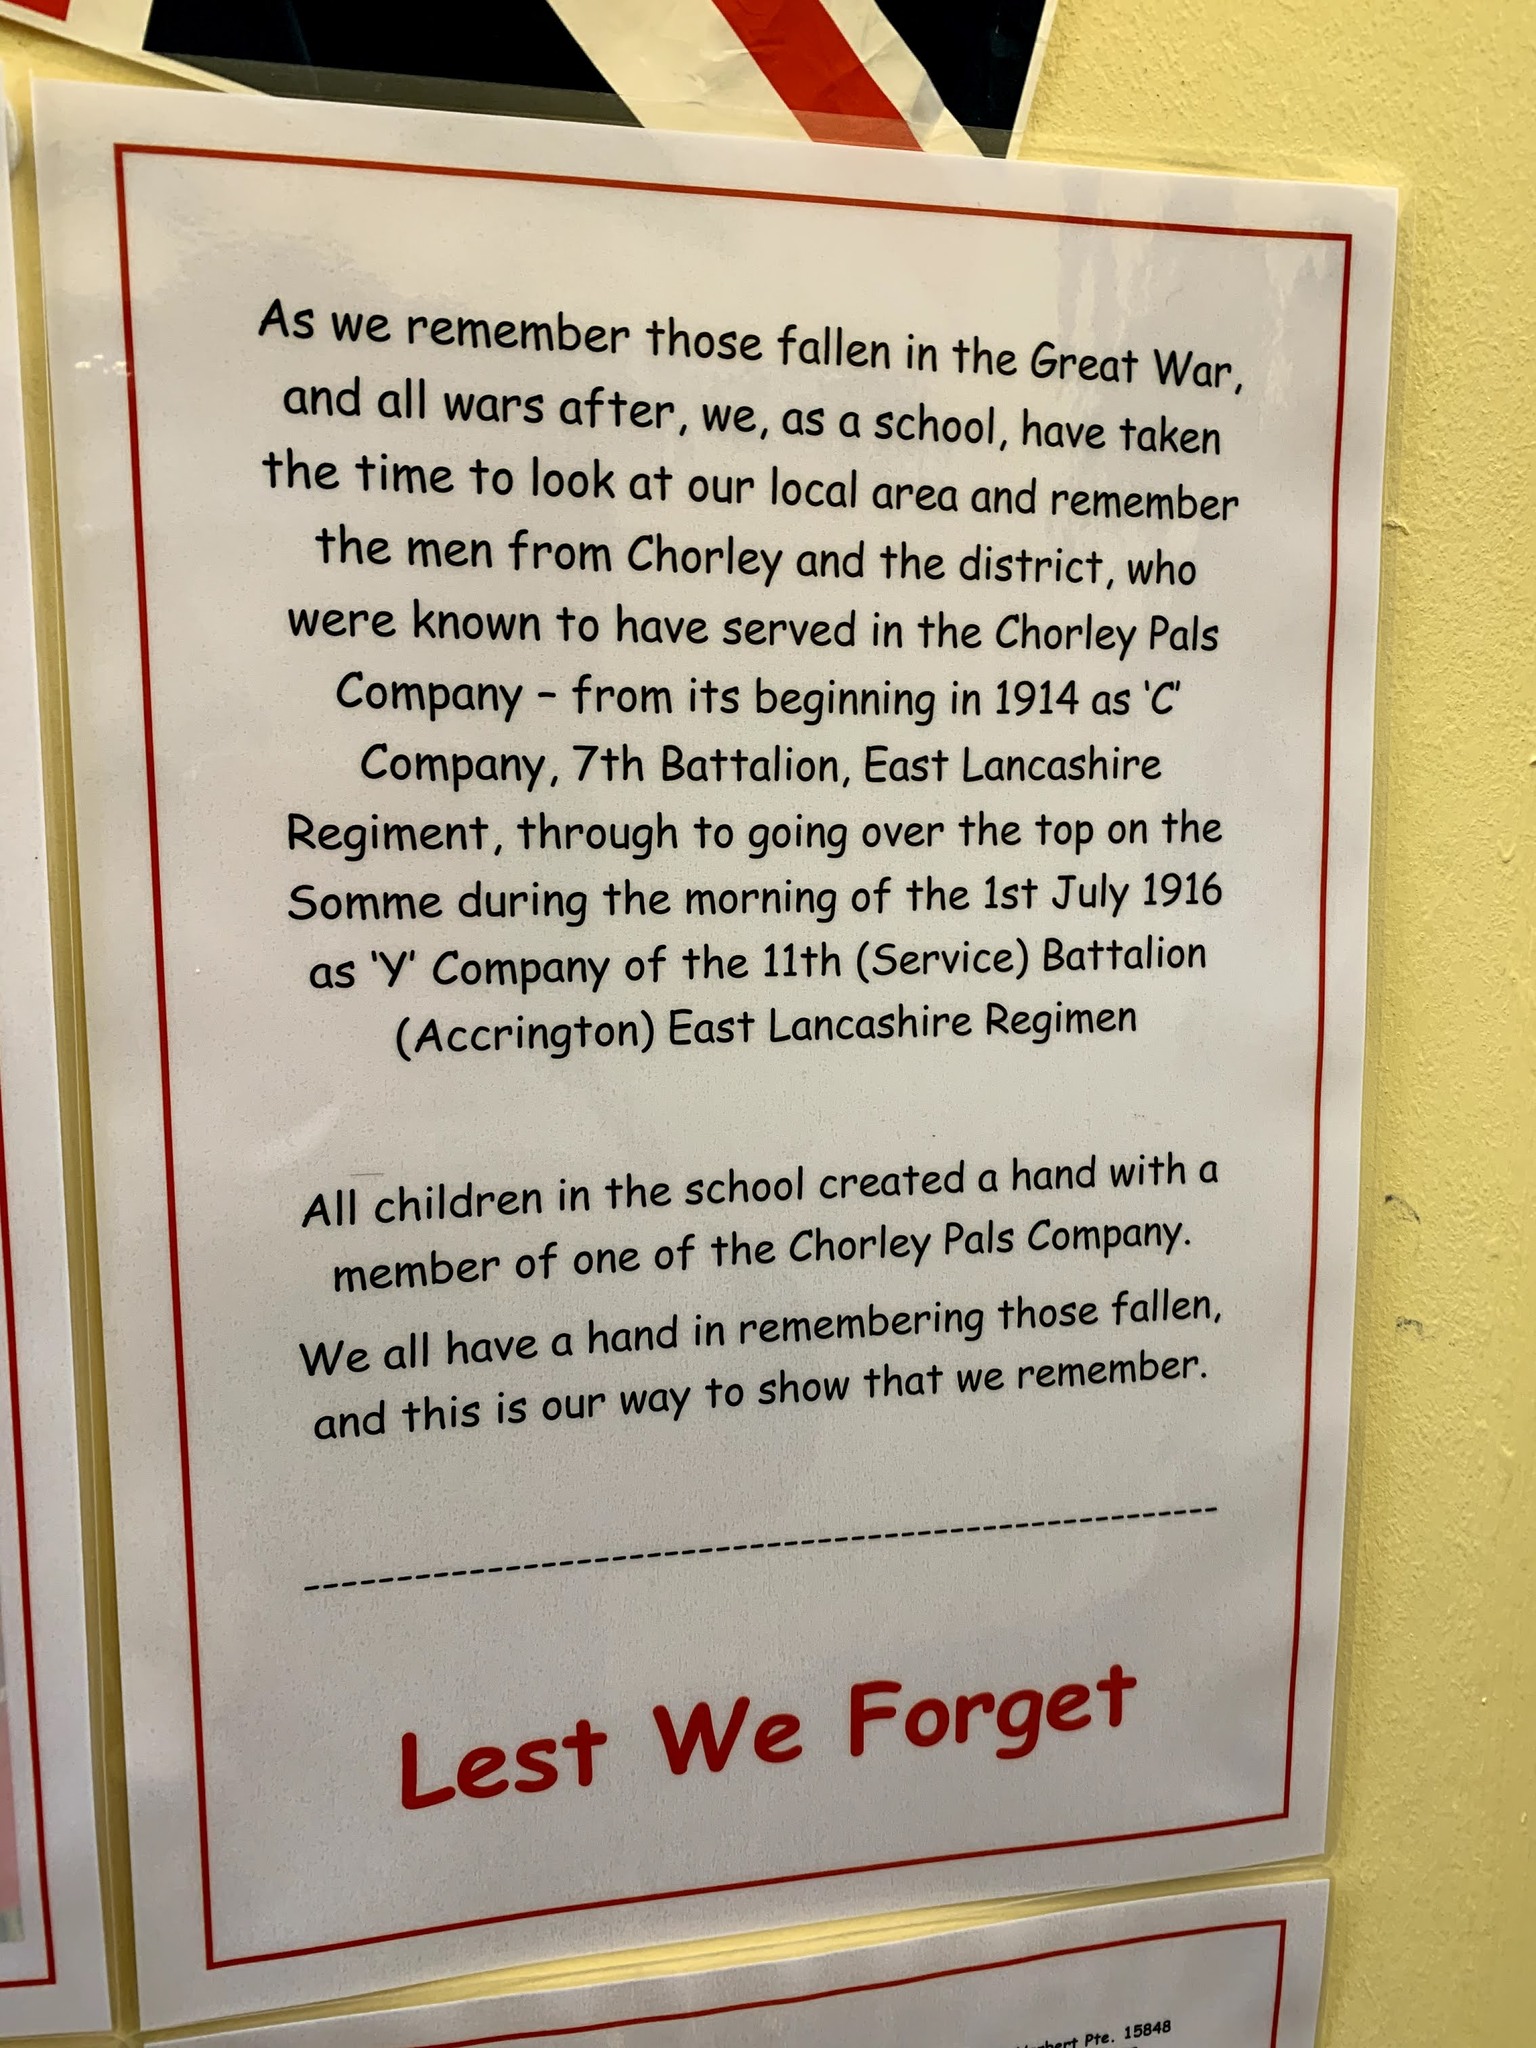 As we remember those fallen in the Great War,
and all wars after, we, as a school, have taken
the time to look at our local area and remember
the men from Chorley and the district, who
were known to have served in the Chorley Pals
Company – from its beginning in 1914 as ‘C’
Company, 7th Battalion, East Lancashire
Regiment, through to going over the top on the
Somme during the morning of the 1st July 1916
as ‘Y’ Company of the 11th (Service) Battalion
(Accrington) East Lancashire Regimen
All children in the school created a hand with a
member of one of the Chorley Pals Company.
We all have a hand in remembering those fallen,
and this is our way to show that we remember.
Lest We Forget
Pte. 15848